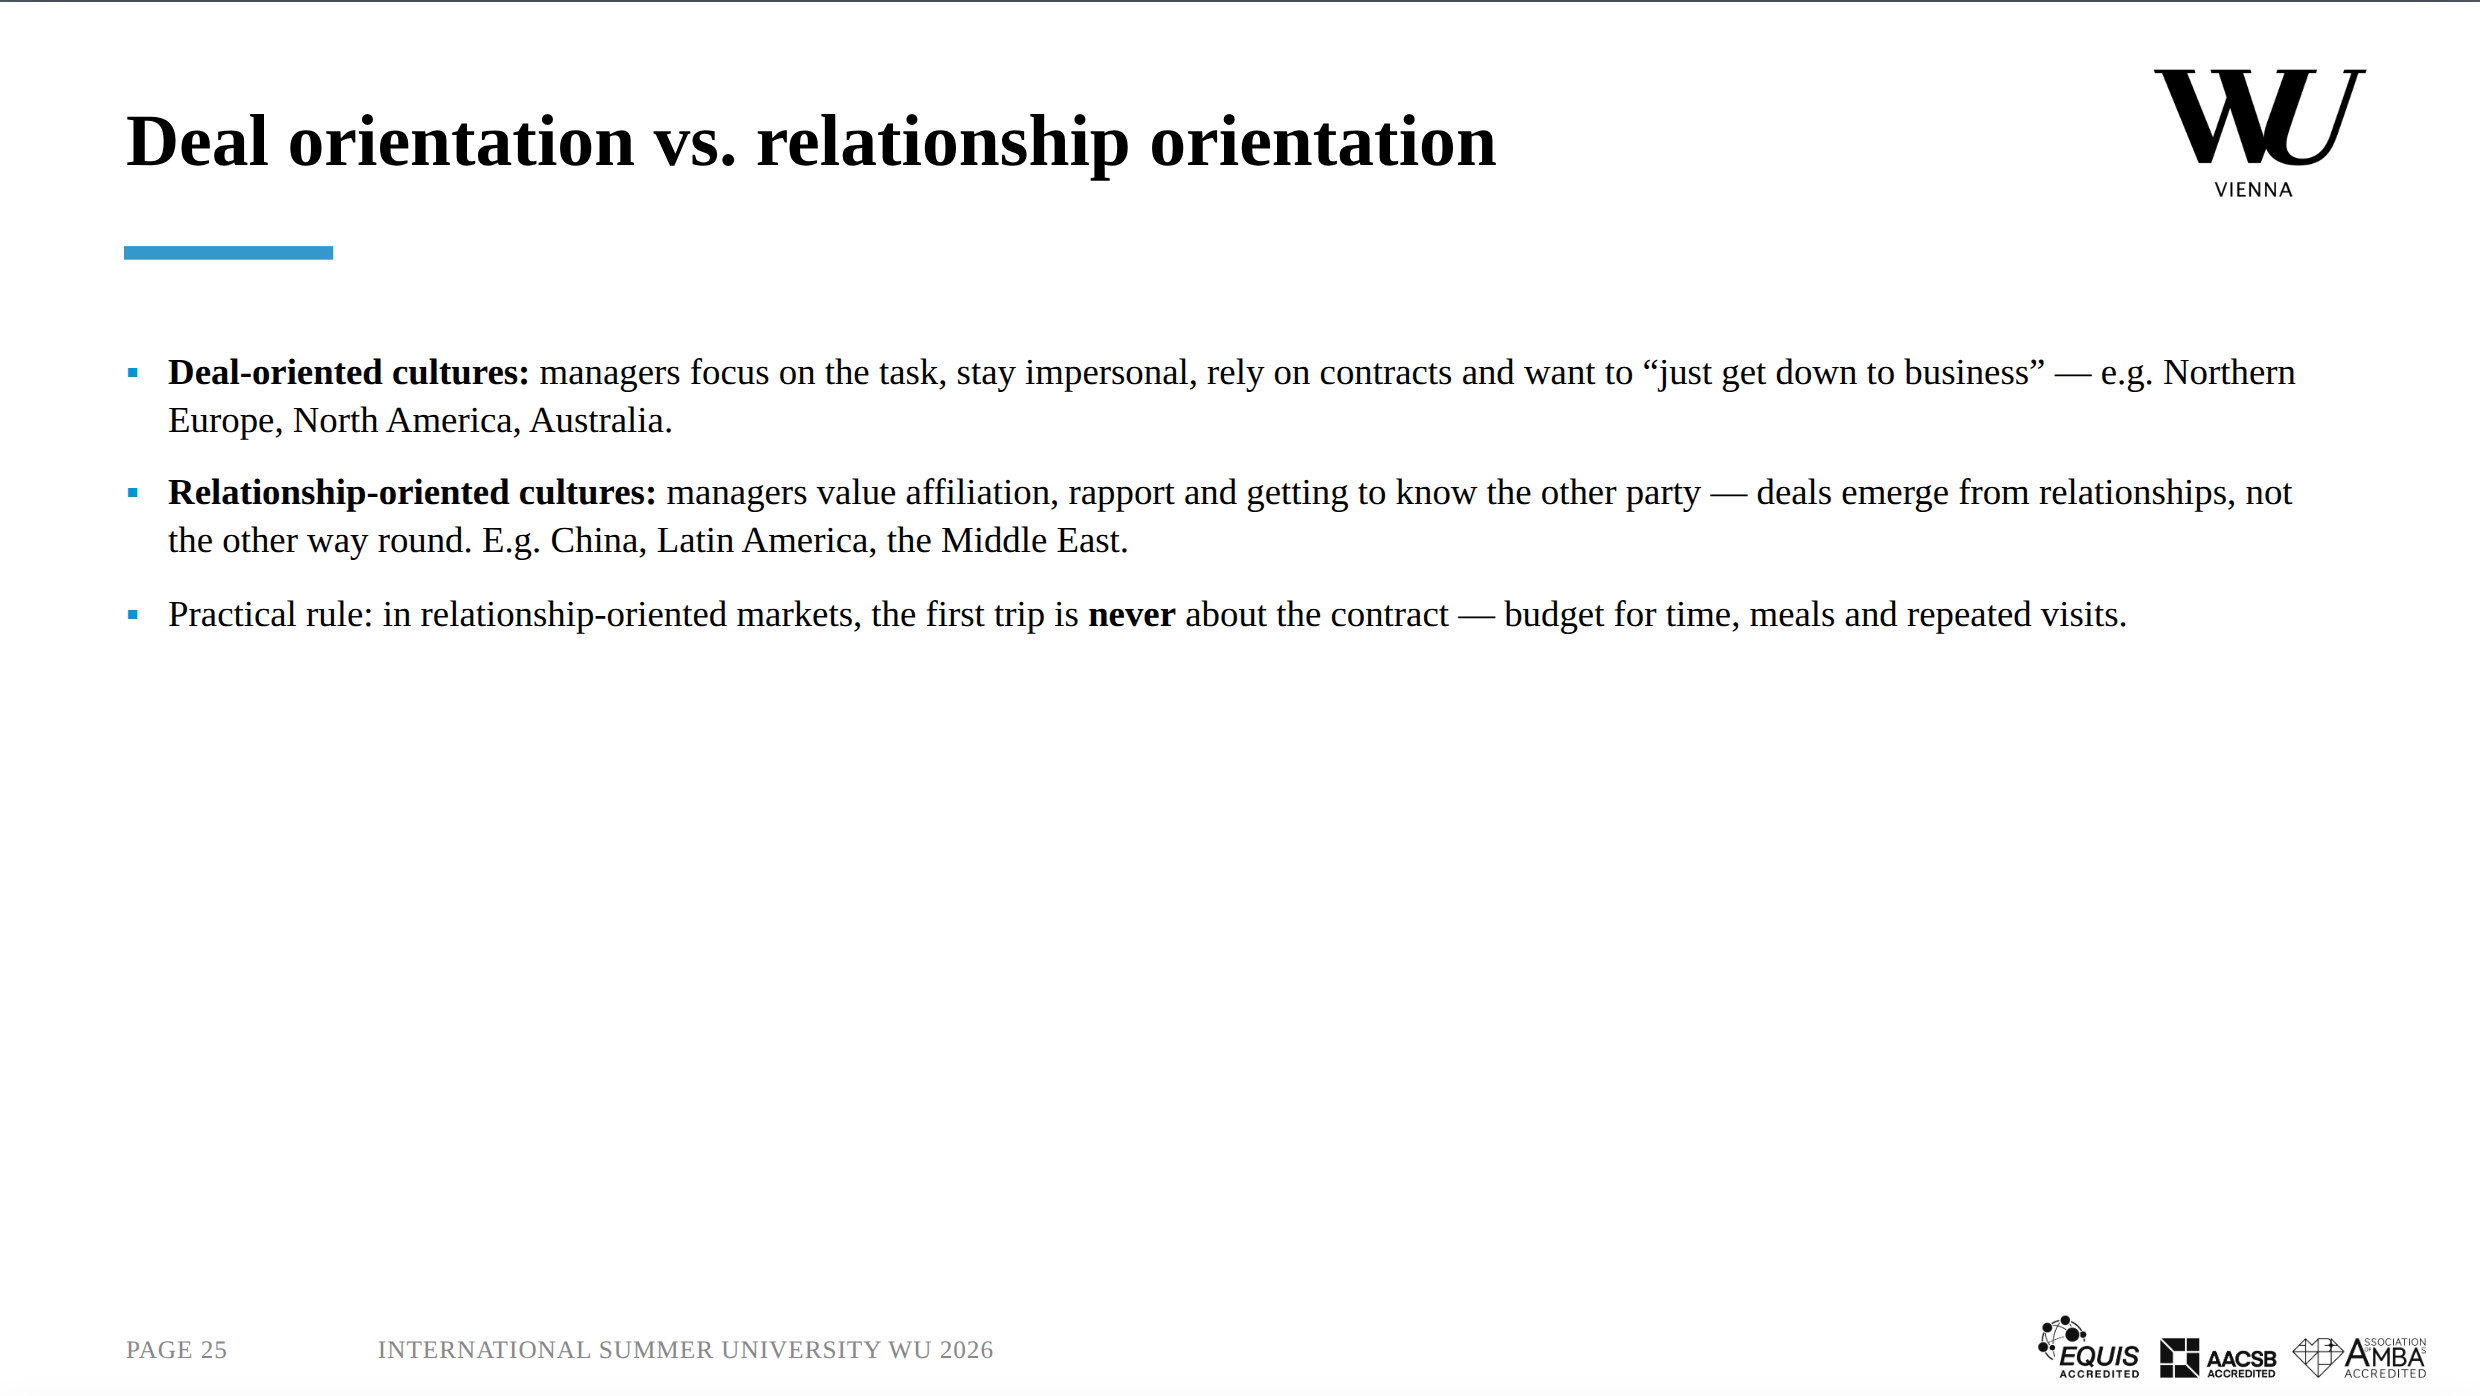 Deal orientation vs. relationship orientation
WU
VIENNA
▪ Deal-oriented cultures: managers focus on the task, stay impersonal, rely on contracts and want to “just get down to business” — e.g. Northern
Europe, North America, Australia.
▪ Relationship-oriented cultures: managers value affiliation, rapport and getting to know the other party — deals emerge from relationships, not
the other way round. E.g. China, Latin America, the Middle East.
▪ Practical rule: in relationship-oriented markets, the first trip is never about the contract — budget for time, meals and repeated visits.
PAGE 25
INTERNATIONAL SUMMER UNIVERSITY WU 2026
EQUIS
ACCREDITED
AACSB
ACCREDITED
ASSOCIATION
OF
AMBAS
ACCREDITED